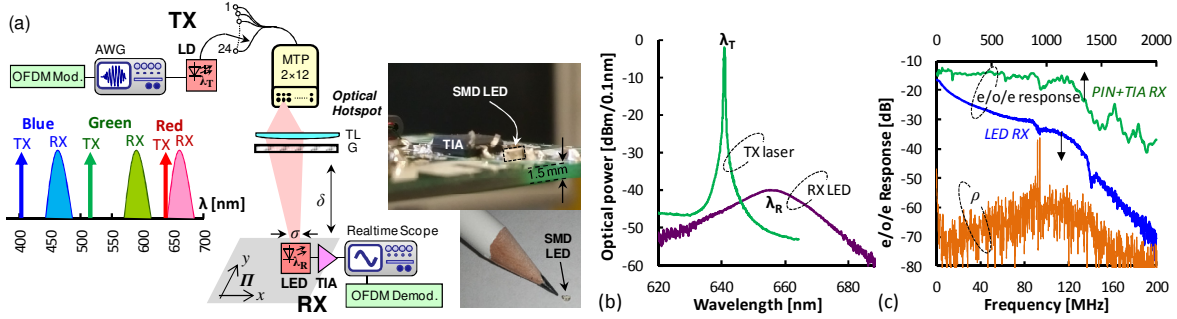 (a)
TX
1
24
AWG
LD
λT
OFDM Mod.
MTP
2×12
Optical
Hotspot
TL
G
δ
σ
Blue
TX
RX
Green
TX
RX
Red
TX
RX
λ [nm]
400
450
500
550
600
650
700
y
Π
x
λR
LED
TIA
RX
Realtime Scope
OFDM Demod.
SMD LED
TIA
1.5 mm
SMD
LED
(b)
Optical power [dBm/0.1nm]
0
-10
-20
-30
-40
-50
-60
λT
TX laser
RX LED
λR
620
640
660
680
Wavelength [nm]
(c)
0
500
1000
1500
2000
e/o/e Response [dB]
0
-10
-20
-30
-40
-50
-60
-70
-80
e/o/e response
PIN+TIA RX
LED RX
ρ
0
50
100
150
200
Frequency [MHz]